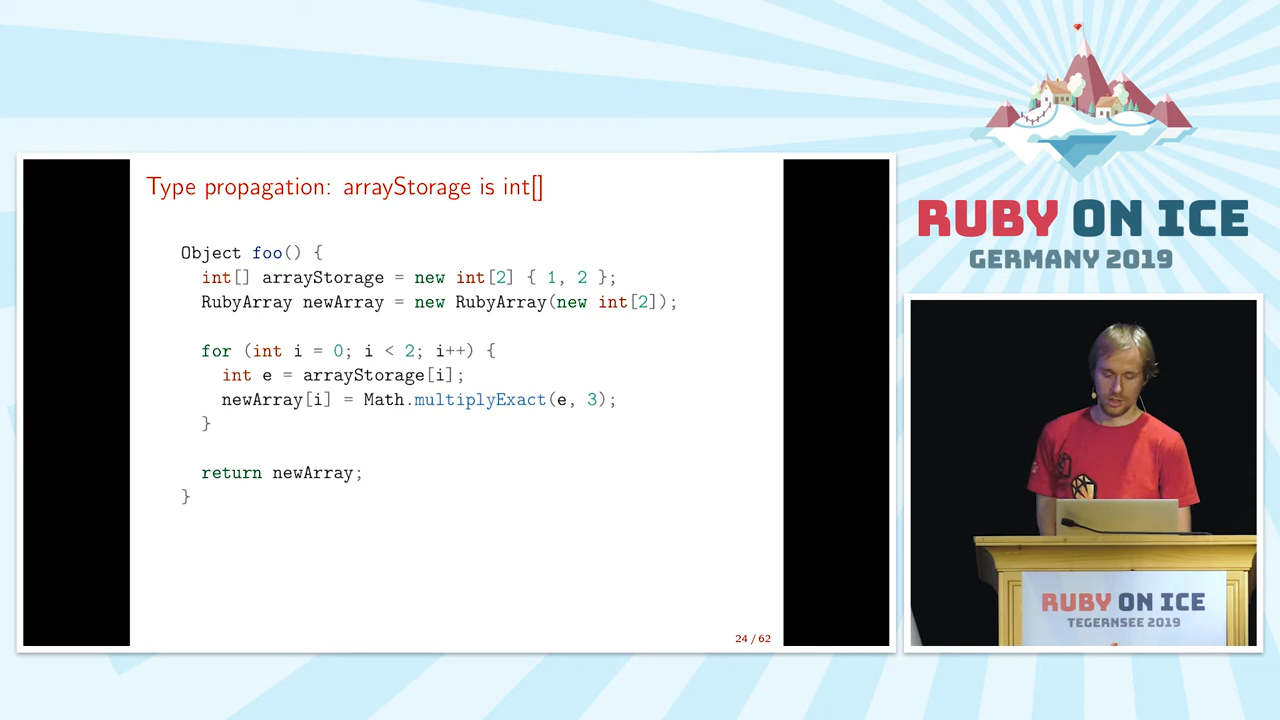 Type propagation: arrayStorage is int[]
Object foo() {
int[] arrayStorage = new int[2] { 1, 2 };
RubyArray newArray = new RubyArray(new int[2]);
for (int i = 0; i < 2; i++) {
int e = arrayStorage[i];
newArray[i] = Math.multiplyExact(e, 3);
}
return newArray;
}
24 / 62
RUBY ON ICE
GERMANY 2019
RUBY ON ICE
TEGERNSEE 2019